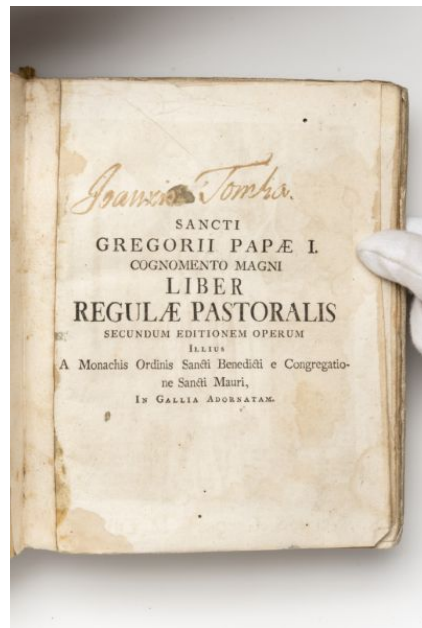 Joannis Tomka.
SANCTI
GREGORII PAPÆ I.
COGNOMENTO MAGNI
LIBER
REGULÆ PASTORALIS
SECUNDUM EDITIONEM OPERUM
ILLIUS
A Monachis Ordinis Sancti Benedicti e Congregatio-
ne Sancti Mauri,
IN GALLIA ADORNATAM.